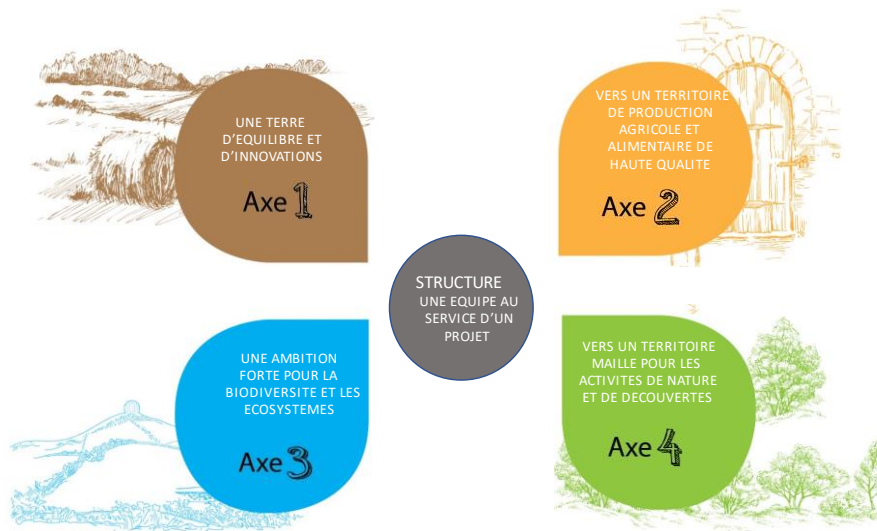 UNE TERRE
D'EQUILIBRE ET
D'INNOVATIONS
Axe 1
VERS UN TERRITOIRE
DE PRODUCTION
AGRICOLE ET
ALIMENTAIRE DE
HAUTE QUALITE
Axe 2
STRUCTURE
UNE EQUIPE AU
SERVICE D'UN
PROJET
UNE AMBITION
FORTE POUR LA
BIODIVERSITE ET LES
ECOSYSTEMES
Axe 3
VERS UN TERRITOIRE
MAILLE POUR LES
ACTIVITES DE NATURE
ET DE DECOUVERTES
Axe 4